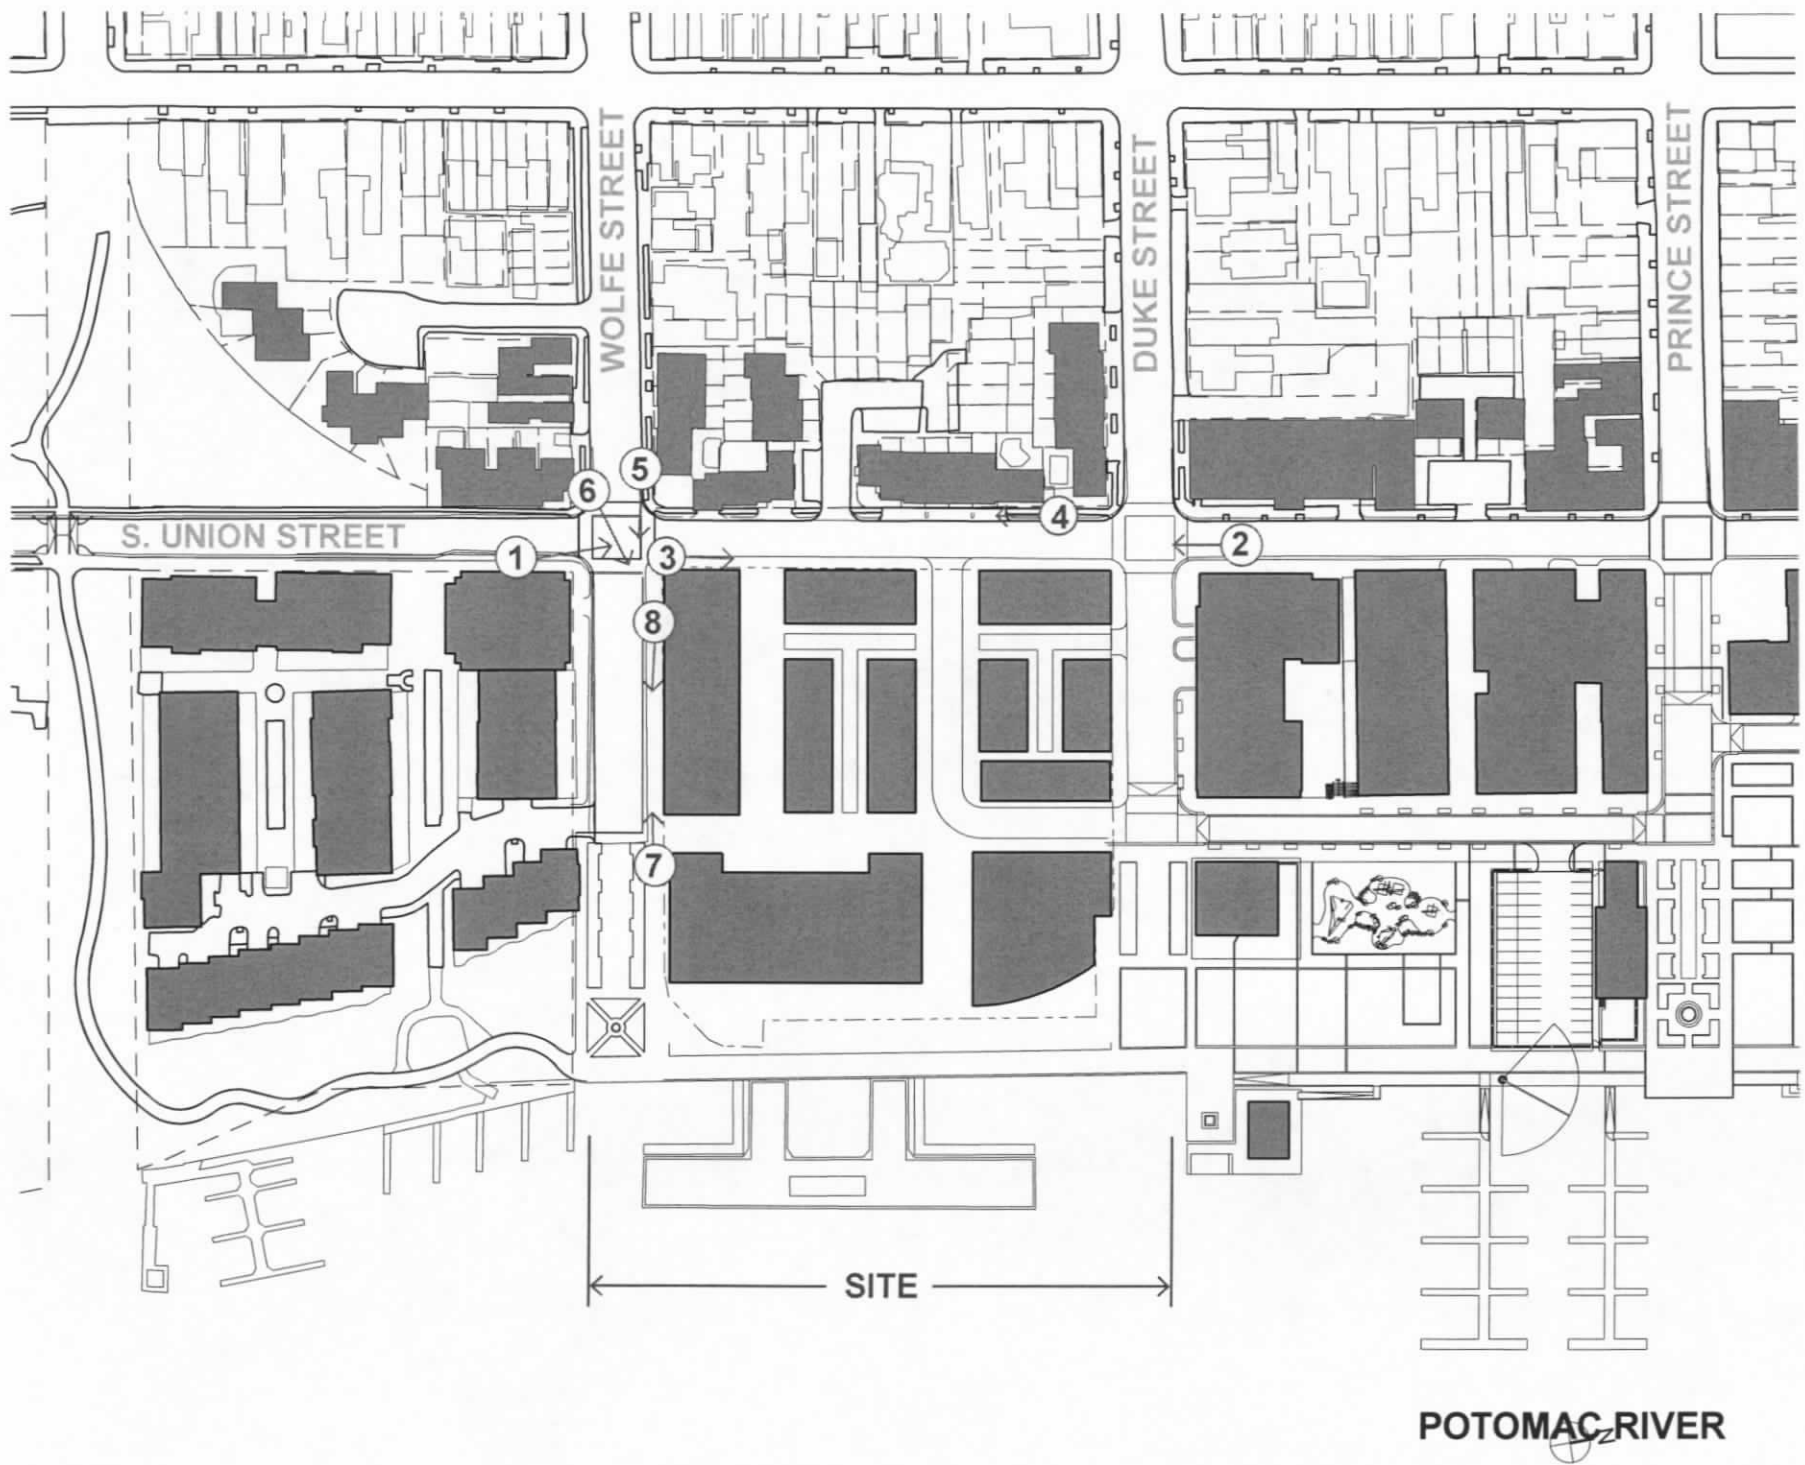 WOLFE STREET
DUKE STREET
PRINCE STREET
S. UNION STREET
5
6
1
3
4
2
8
7
SITE
POTOMAC RIVER
N